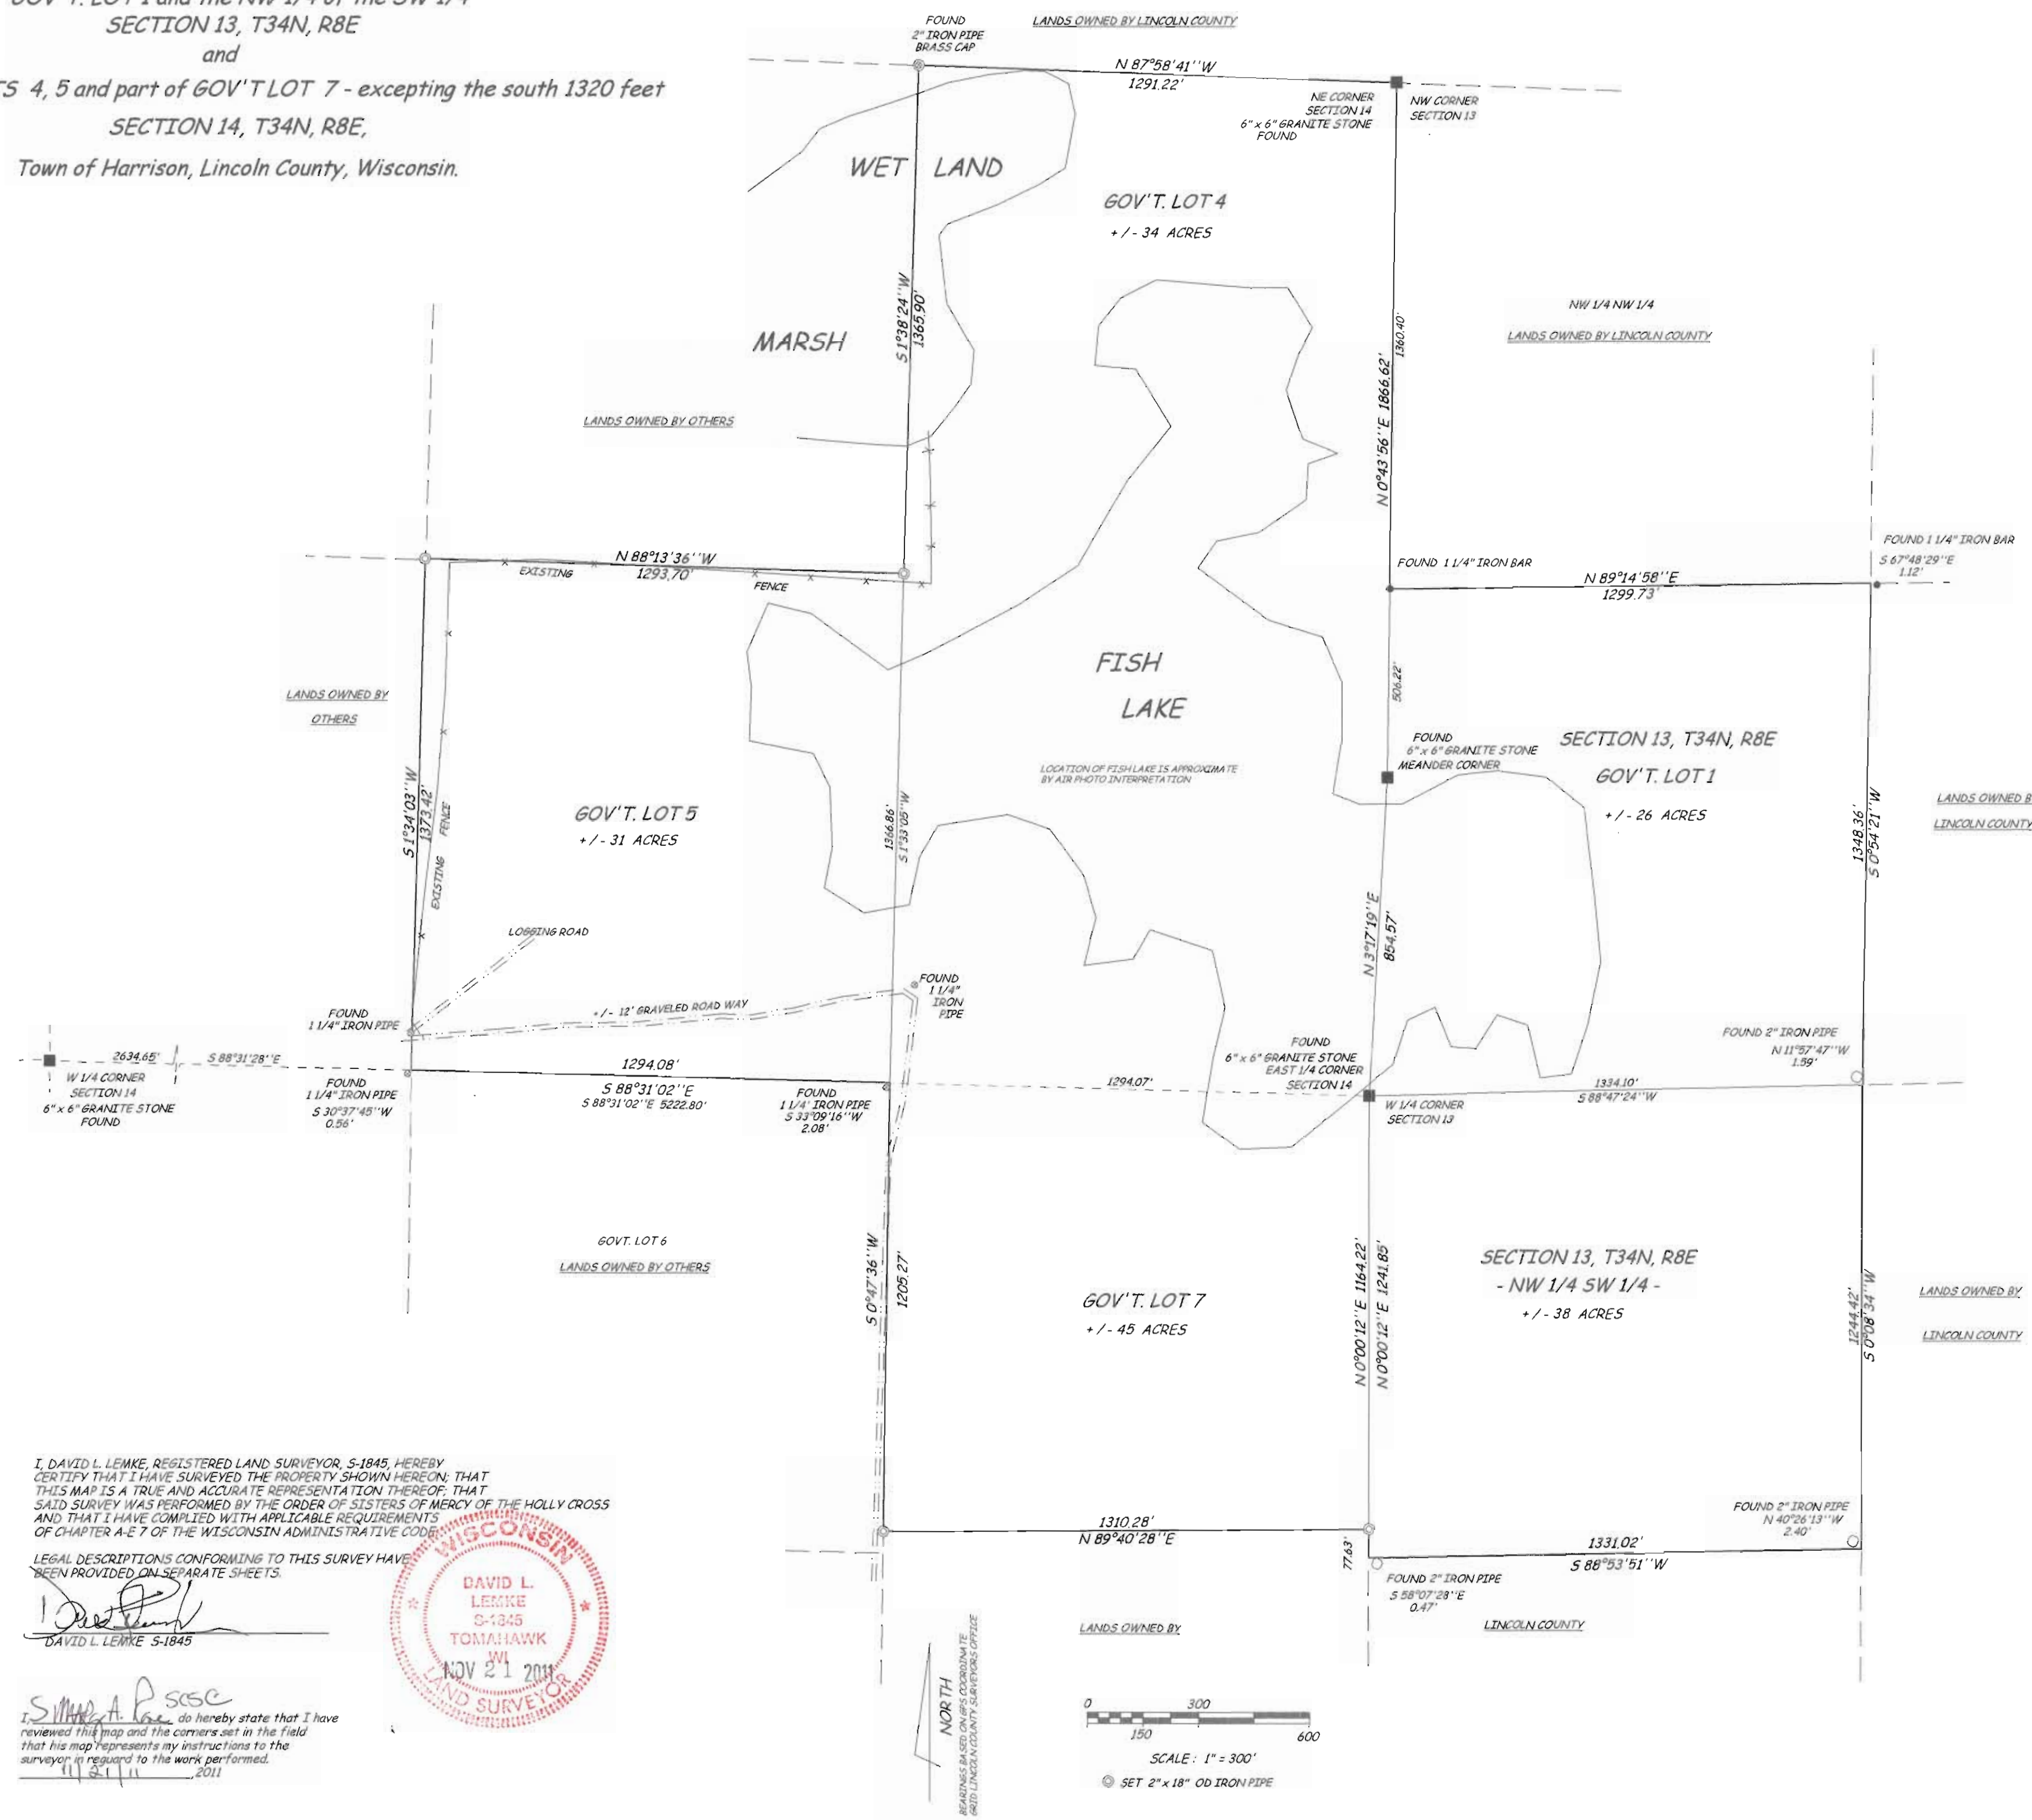 GOV'T. LOT 1 and the NW 1/4 of the SW 1/4
SECTION 13, T34N, R8E
and
4, 5 and part of GOV'T LOT 7 - excepting the south 1320 feet
SECTION 14, T34N, R8E,
Town of Harrison, Lincoln County, Wisconsin.
FOUND
2" IRON PIPE
BRASS CAP
LANDS OWNED BY LINCOLN COUNTY
N 87°58'41''W
1291.22'
NE CORNER
SECTION 14
6" x 6" GRANITE STONE
FOUND
NW CORNER
SECTION 13
WET LAND
GOV'T. LOT 4
+/- 34 ACRES
MARSH
S 1°38'24''W
1365.90'
NW 1/4 NW 1/4
LANDS OWNED BY LINCOLN COUNTY
1360.40'
N 0°43'56''E 1866.62'
LANDS OWNED BY OTHERS
N 88°13'36''W
1293.70'
EXISTING
FENCE
FOUND 1 1/4" IRON BAR
N 89°14'58''E
1299.73'
FOUND 1 1/4" IRON BAR
S 67°48'29''E
1.12'
LANDS OWNED BY
OTHERS
FISH
LAKE
LOCATION OF FISH LAKE IS APPROXIMATE
BY AIR PHOTO INTERPRETATION
506.22'
FOUND
6" x 6" GRANITE STONE
MEANDER CORNER
SECTION 13, T34N, R8E
GOV'T. LOT 1
+/- 26 ACRES
S 1°34'03''W
1373.42'
EXISTING FENCE
GOV'T. LOT 5
+/- 31 ACRES
1366.86'
S 1°33'05''W
1348.36'
S 0°54'21''W
LANDS OWNED B
LINCOLN COUNTY
N 3°17'19''E
854.57'
LOGGING ROAD
+/- 12' GRAVELED ROAD WAY
FOUND
1 1/4"
IRON
PIPE
FOUND
1 1/4" IRON PIPE
2634.65'
S 88°31'28''E
W 1/4 CORNER
SECTION 14
6" x 6" GRANITE STONE
FOUND
FOUND
1 1/4" IRON PIPE
S 30°37'45''W
0.56'
1294.08'
S 88°31'02''E
S 88°31'02''E 5222.80'
FOUND
1 1/4' IRON PIPE
S 33°09'16''W
2.08'
1294.07'
FOUND
6" x 6" GRANITE STONE
EAST 1/4 CORNER
SECTION 14
W 1/4 CORNER
SECTION 13
1334.10'
S 88°47'24''W
FOUND 2" IRON PIPE
N 11°57'47''W
1.59'
GOVT. LOT 6
LANDS OWNED BY OTHERS
S 0°47'36''W
1205.27'
GOV'T. LOT 7
+/- 45 ACRES
N 0°00'12''E 1164.22'
N 0°00'12''E 1241.85'
SECTION 13, T34N, R8E
- NW 1/4 SW 1/4 -
+/- 38 ACRES
1244.42'
S 0°08'34''W
LANDS OWNED BY
LINCOLN COUNTY
1310.28'
N 89°40'28''E
77.63'
FOUND 2" IRON PIPE
S 58°07'28''E
0.47'
1331.02'
S 88°53'51''W
FOUND 2" IRON PIPE
N 40°26'13''W
2.40'
LANDS OWNED BY
LINCOLN COUNTY
I, DAVID L. LEMKE, REGISTERED LAND SURVEYOR, S-1845, HEREBY
CERTIFY THAT I HAVE SURVEYED THE PROPERTY SHOWN HEREON; THAT
THIS MAP IS A TRUE AND ACCURATE REPRESENTATION THEREOF; THAT
SAID SURVEY WAS PERFORMED BY THE ORDER OF SISTERS OF MERCY OF THE HOLLY CROSS
AND THAT I HAVE COMPLIED WITH APPLICABLE REQUIREMENTS
OF CHAPTER A-E 7 OF THE WISCONSIN ADMINISTRATIVE CODE.
LEGAL DESCRIPTIONS CONFORMING TO THIS SURVEY HAVE
BEEN PROVIDED ON SEPARATE SHEETS.
DAVID L. LEMKE S-1845
WISCONSIN
DAVID L.
LEMKE
S-1845
TOMAHAWK
WI
NOV 21 2011
LAND SURVEYOR
SCSC
I, do hereby state that I have
reviewed this map and the corners set in the field
that his map represents my instructions to the
surveyor in reguard to the work performed.
11/21/11 , 2011
NORTH
BEARINGS BASED ON GPS COORDINATE
GRID LINCOLN COUNTY SURVEYORS OFFICE
0 300
150 600
SCALE : 1" = 300'
SET 2" x 18" OD IRON PIPE